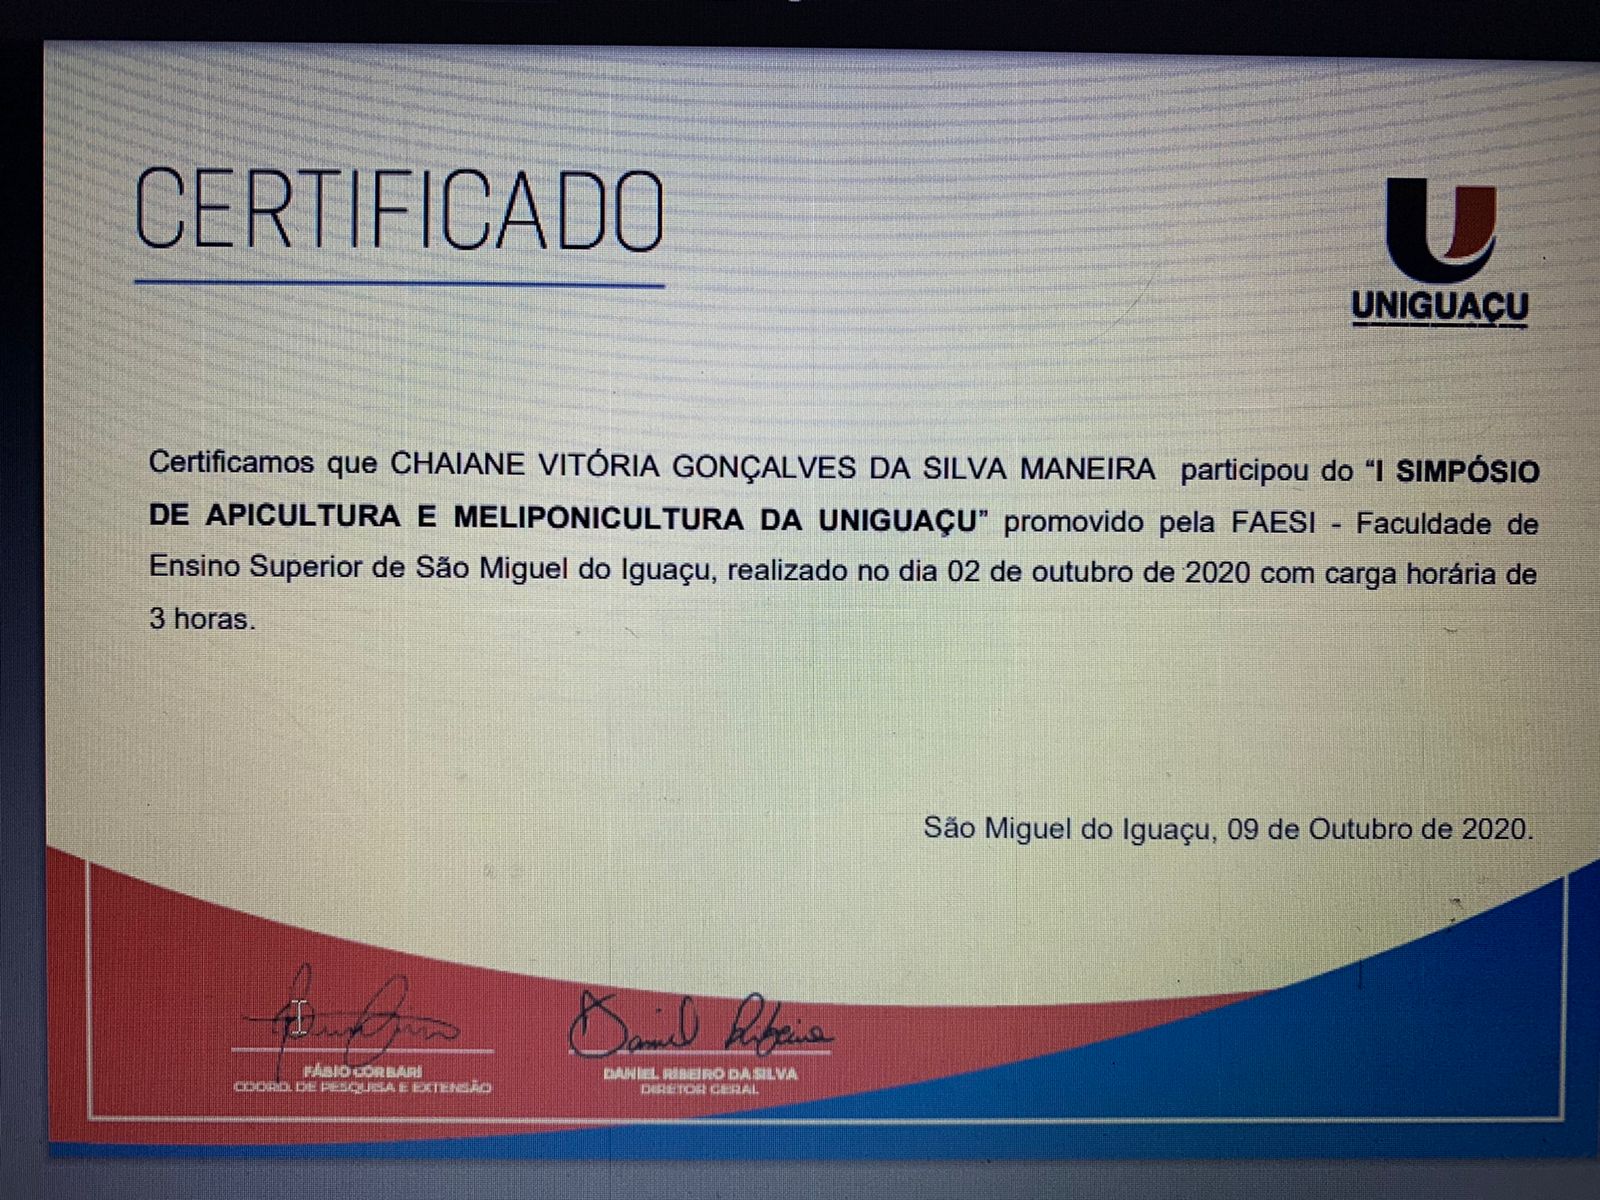 CERTIFICADO
UNIGUAÇU
Certificamos que CHAIANE VITÓRIA GONÇALVES DA SILVA MANEIRA participou do “I SIMPÓSIO
DE APICULTURA E MELIPONICULTURA DA UNIGUAÇU” promovido pela FAESI - Faculdade de
Ensino Superior de São Miguel do Iguaçu, realizado no dia 02 de outubro de 2020 com carga horária de
3 horas.
São Miguel do Iguaçu, 09 de Outubro de 2020.
Daniel Ribeiro
FÁBIO CORBARI
COORD. DE PESQUISA E EXTENSÃO
DANIEL RIBEIRO DA SILVA
DIRETOR GERAL